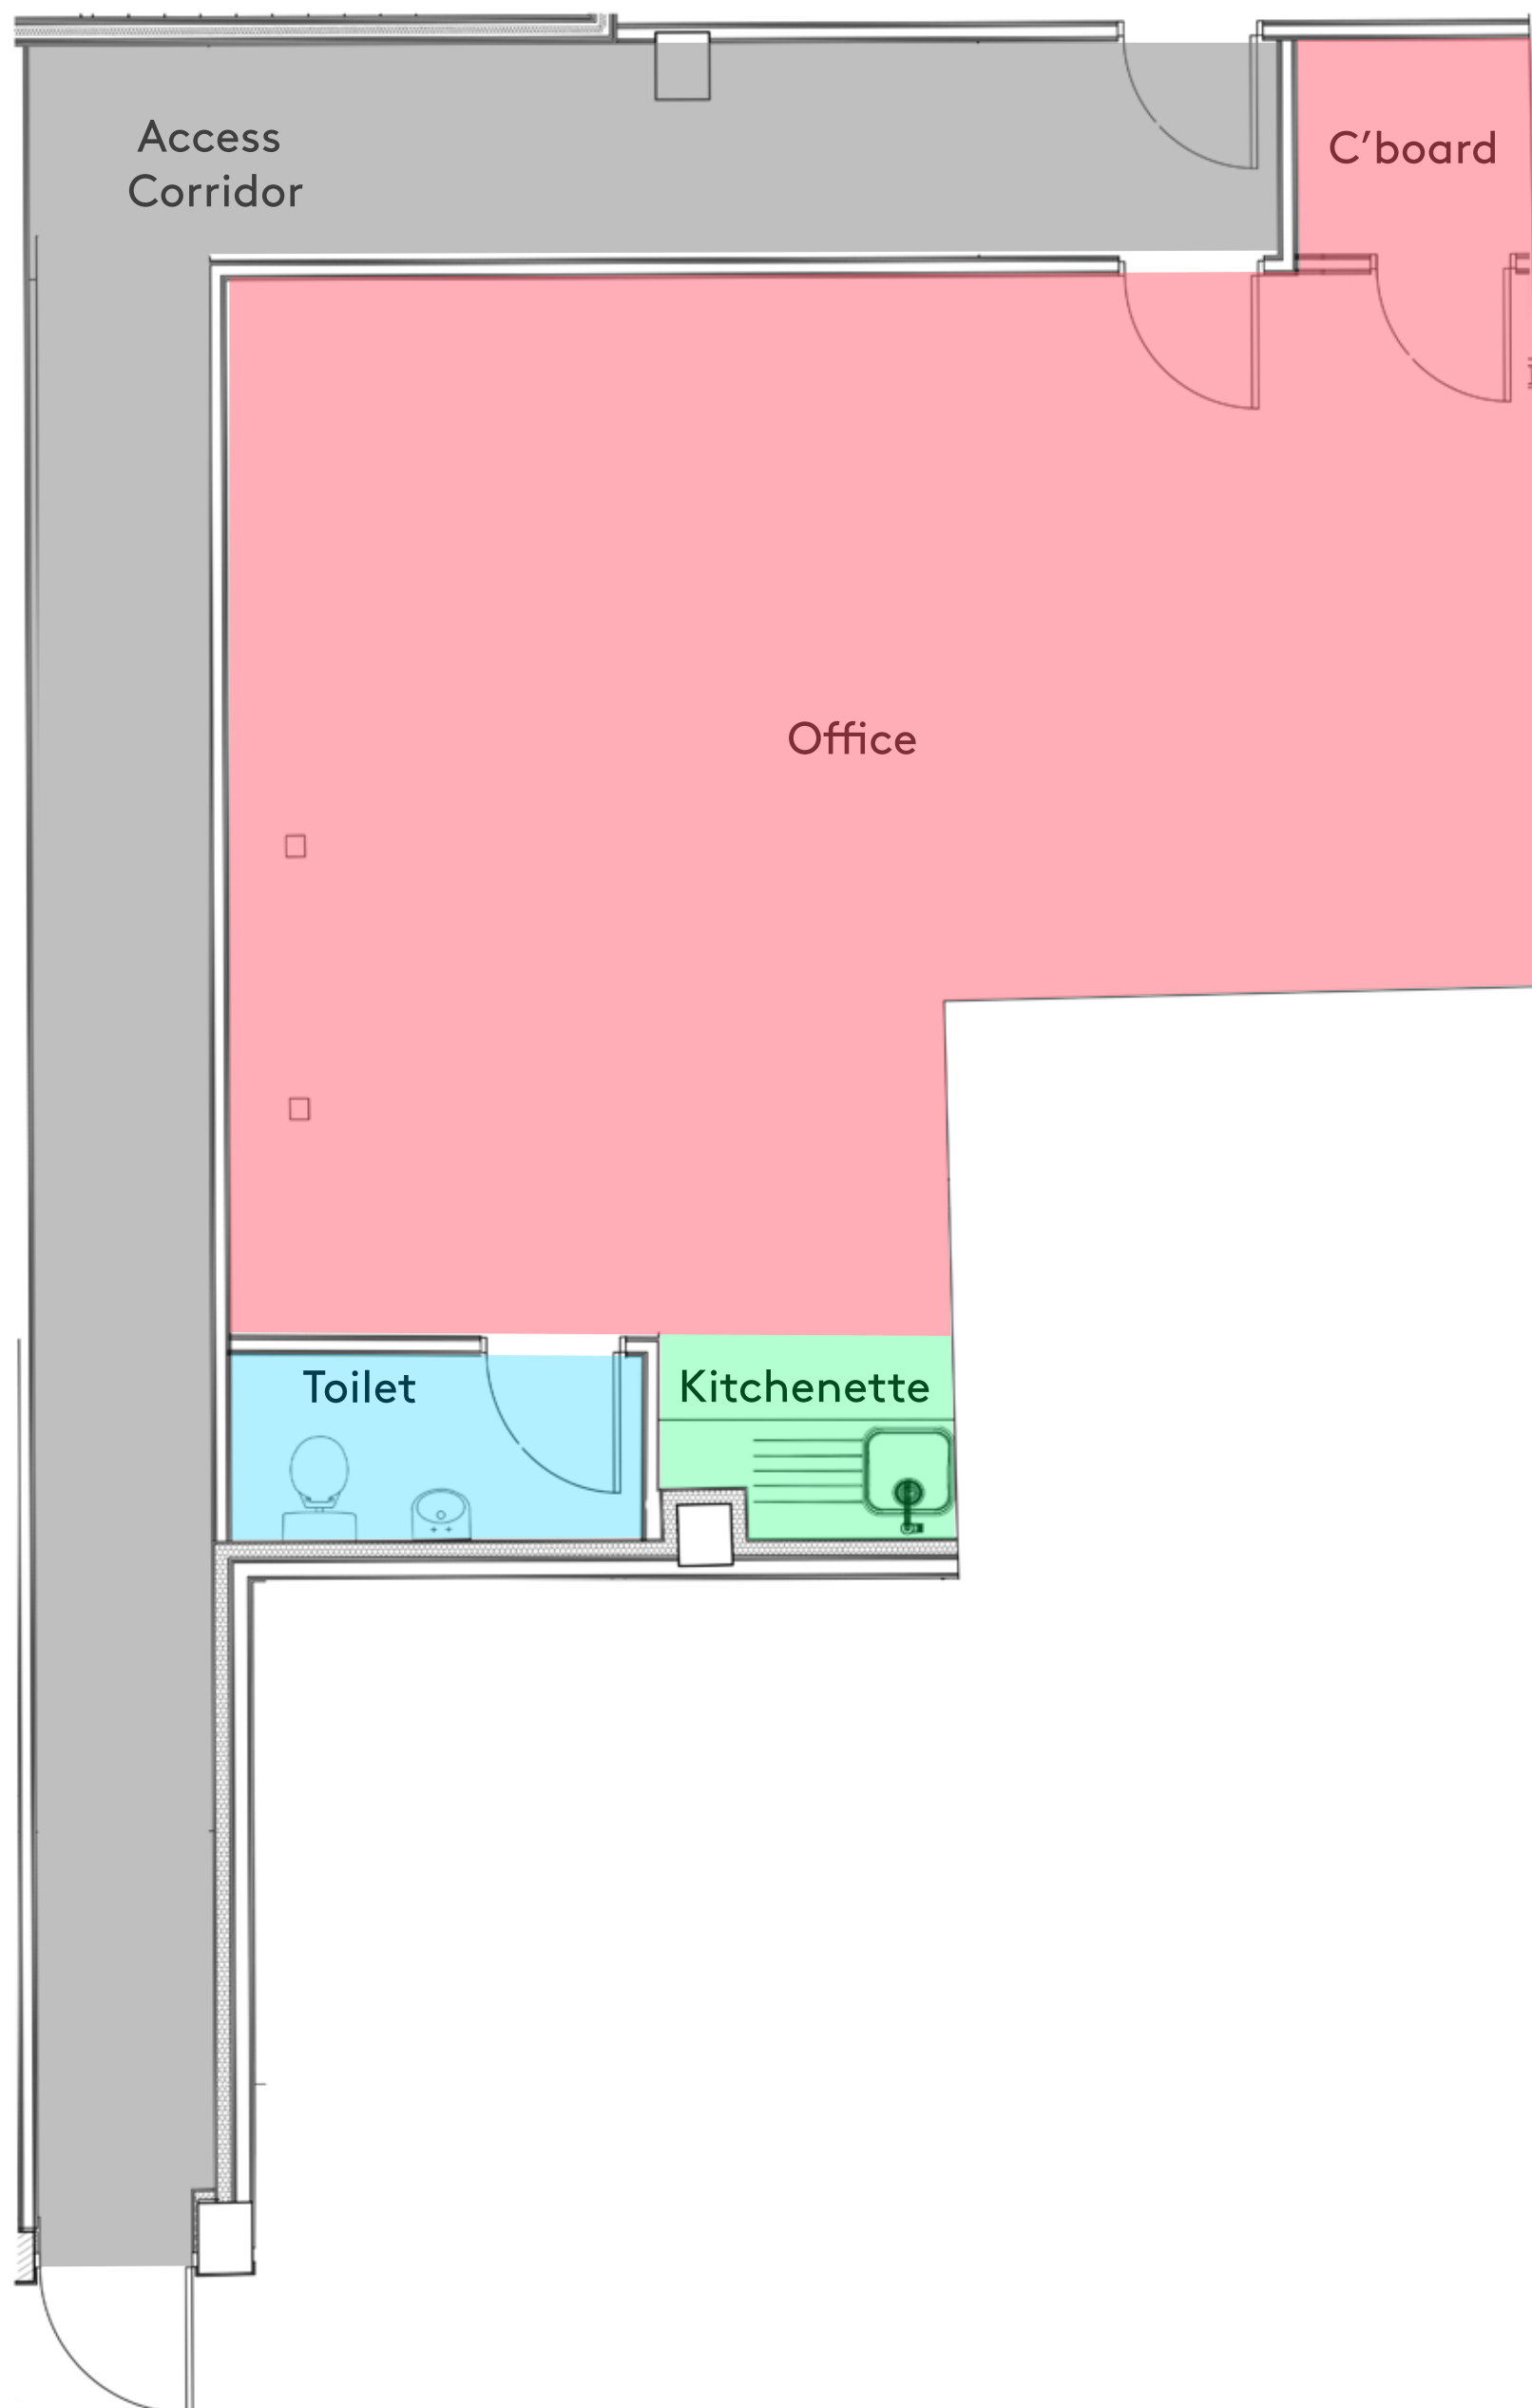 Access
Corridor
C'board
Office
Toilet
Kitchenette